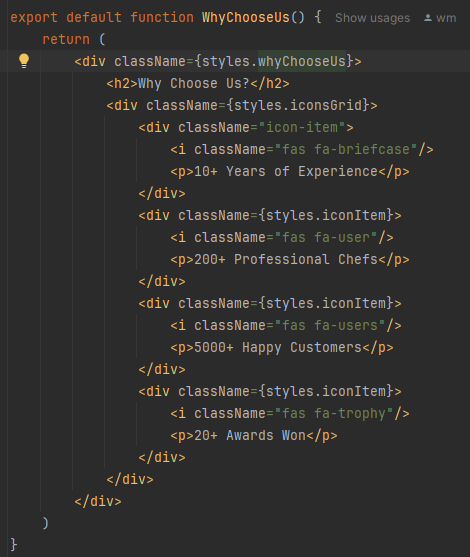 export default function WhyChooseUs() { Show usages wm
    return (
        <div className={styles.whyChooseUs}>
            <h2>Why Choose Us?</h2>
            <div className={styles.iconsGrid}>
                <div className="icon-item">
                    <i className="fas fa-briefcase"/>
                    <p>10+ Years of Experience</p>
                </div>
                <div className={styles.iconItem}>
                    <i className="fas fa-user"/>
                    <p>200+ Professional Chefs</p>
                </div>
                <div className={styles.iconItem}>
                    <i className="fas fa-users"/>
                    <p>5000+ Happy Customers</p>
                </div>
                <div className={styles.iconItem}>
                    <i className="fas fa-trophy"/>
                    <p>20+ Awards Won</p>
                </div>
            </div>
        </div>
    )
}